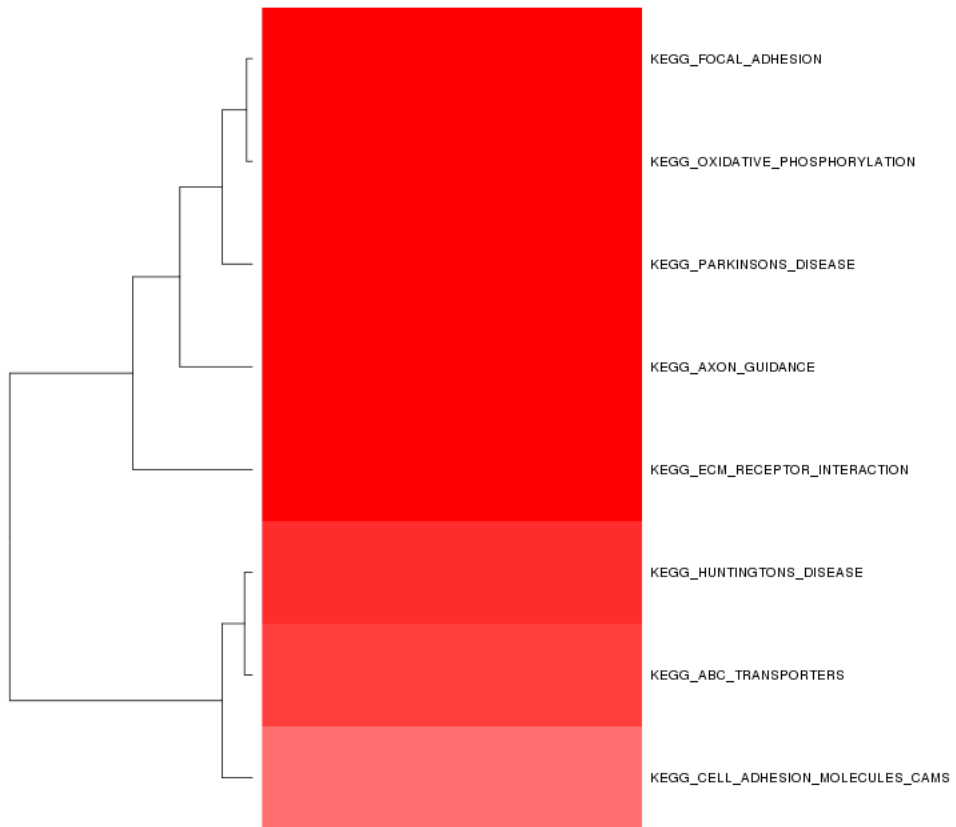 KEGG_FOCAL_ADHESION
KEGG_OXIDATIVE_PHOSPHORYLATION
KEGG_PARKINSONS_DISEASE
KEGG_AXON_GUIDANCE
KEGG_ECM_RECEPTOR_INTERACTION
KEGG_HUNTINGTONS_DISEASE
KEGG_ABC_TRANSPORTERS
KEGG_CELL_ADHESION_MOLECULES_CAMS